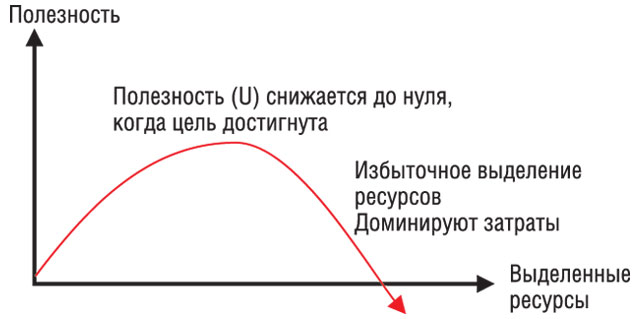 Полезность
Полезность (U) снижается до нуля,
когда цель достигнута
Избыточное выделение
ресурсов
Доминируют затраты
Выделенные
ресурсы